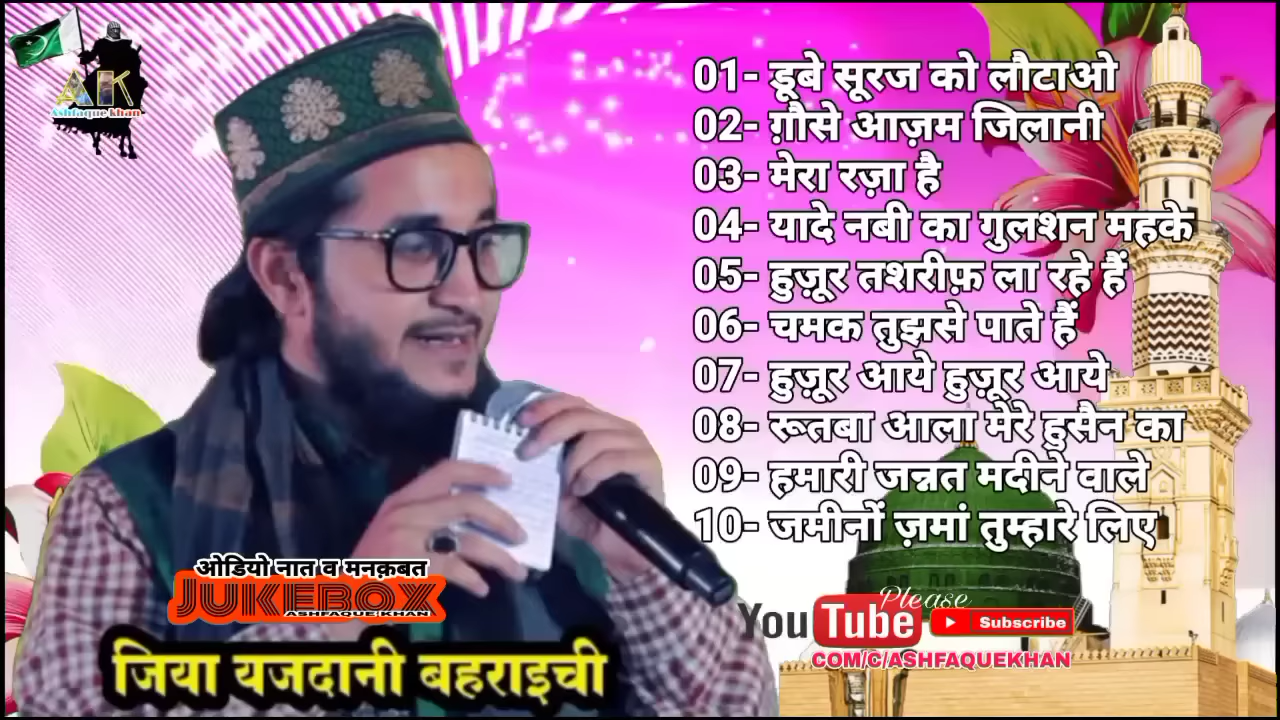 AK
Ashfaque khan
01- डूबे सूरज को लौटाओ
02- ग़ौसे आज़म जिलानी
03- मेरा रज़ा है
04- यादे नबी का गुलशन महके
05- हुज़ूर तशरीफ़ ला रहे हैं
06- चमक तुझसे पाते हैं
07- हुज़ूर आये हुज़ूर आये
08- रूतबा आला मेरे हुसैन का
09- हमारी जन्नत मदीने वाले
10- जमीनों ज़मां तुम्हारे लिए
ओडियो नात व मनक़बत
JUKEBOX
ASHFAQUE KHAN
जिया यजदानी बहराइची
Please
YouTube Subscribe
COM/C/ASHFAQUEKHAN